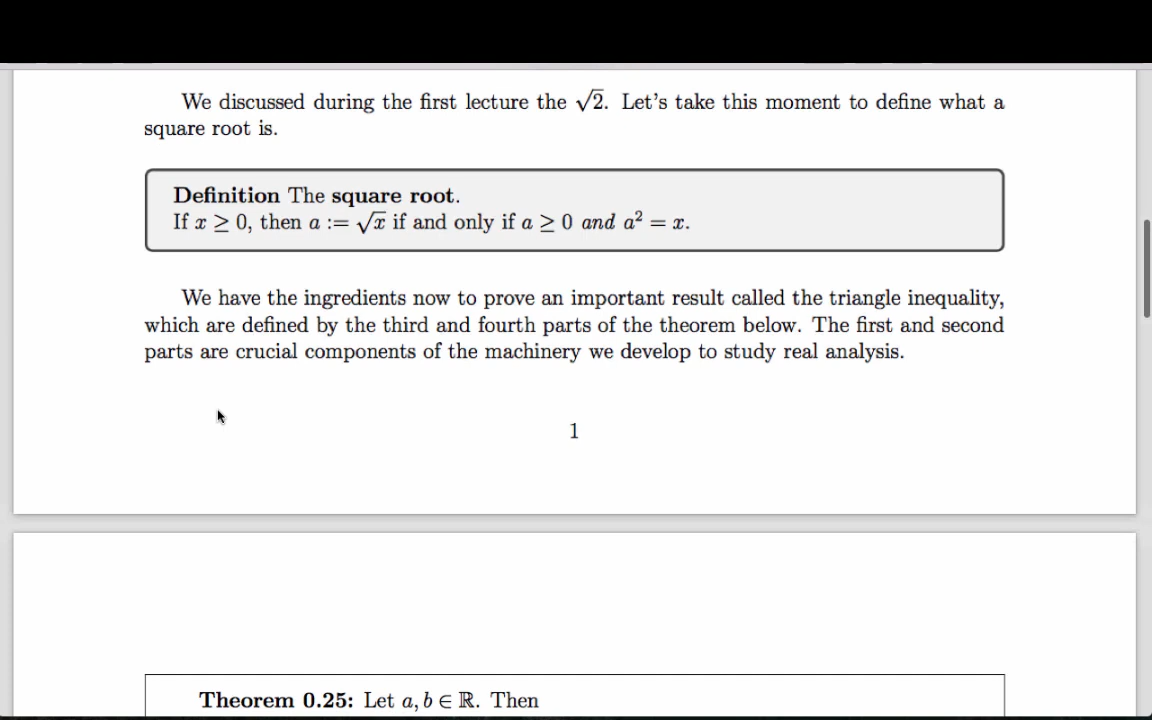 We discussed during the first lecture the √2. Let's take this moment to define what a
square root is.
Definition The square root.
If x ≥ 0, then a := √x if and only if a ≥ 0 and a² = x.
We have the ingredients now to prove an important result called the triangle inequality,
which are defined by the third and fourth parts of the theorem below. The first and second
parts are crucial components of the machinery we develop to study real analysis.
1
Theorem 0.25: Let a, b ∈ ℝ. Then